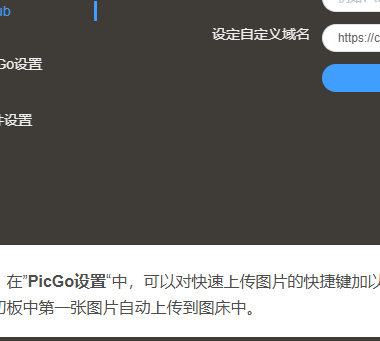 ub
设定自定义域名
https://c
Go设置
设置
在”PicGo设置“中，可以对快速上传图片的快捷键加以
切板中第一张图片自动上传到图床中。